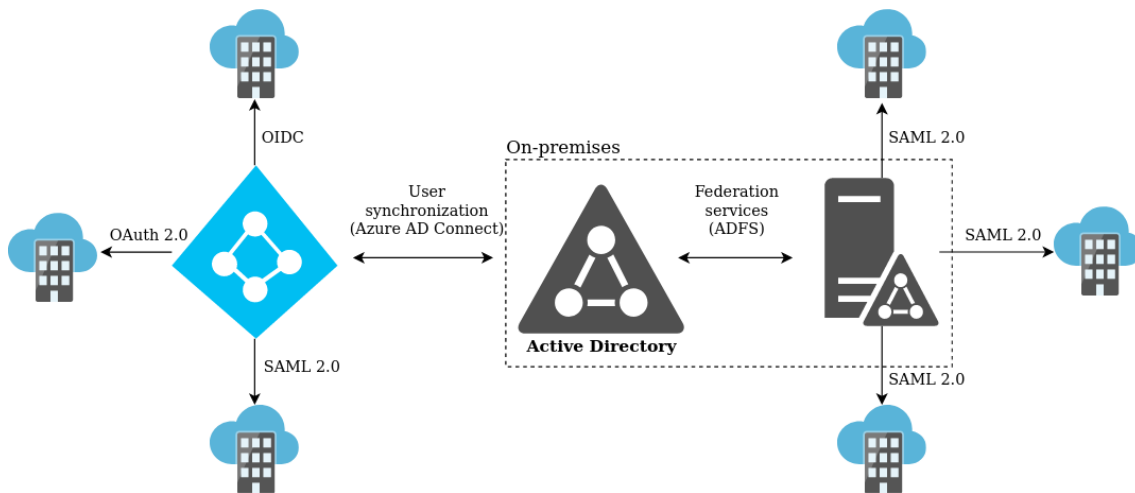 SAML 2.0
OIDC
On-premises
User
synchronization
(Azure AD Connect)
Federation
services
(ADFS)
OAuth 2.0
SAML 2.0
Active Directory
SAML 2.0
SAML 2.0